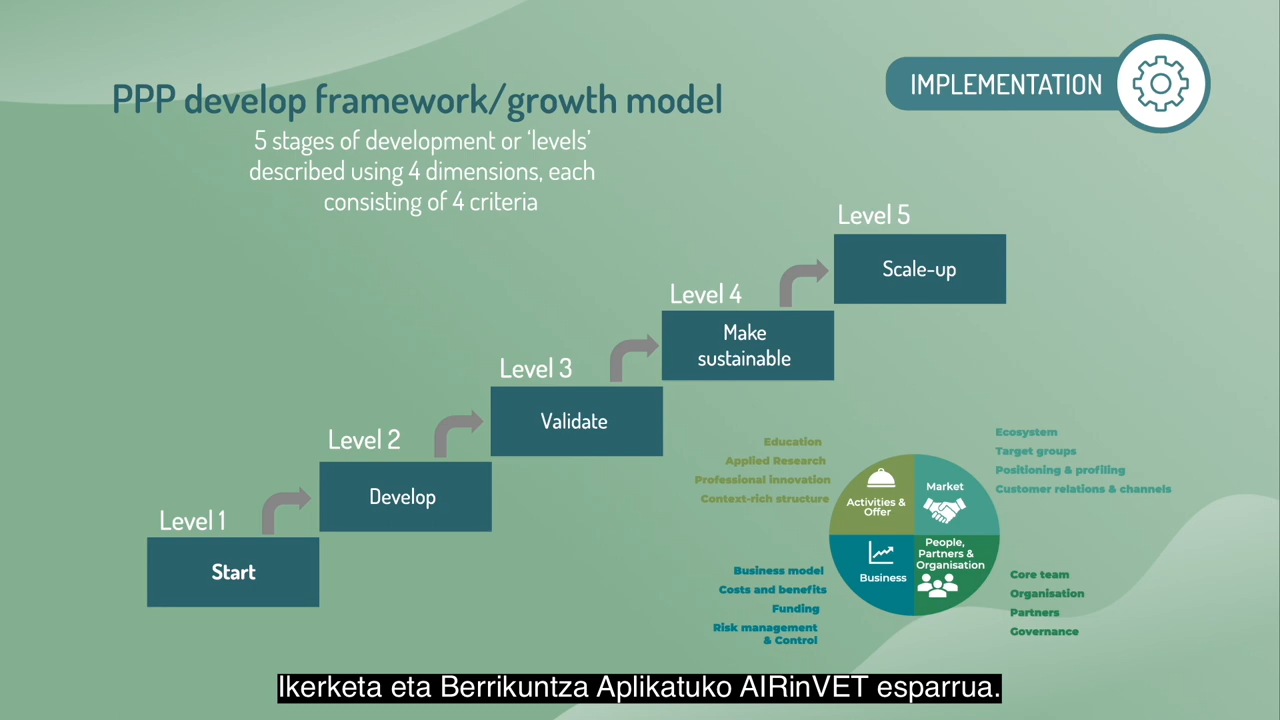 IMPLEMENTATION
PPP develop framework/growth model
5 stages of development or ‘levels’
described using 4 dimensions, each
consisting of 4 criteria
Level 5
Scale-up
Level 4
Make
sustainable
Level 3
Validate
Level 2
Develop
Level 1
Start
Education
Applied Research
Professional innovation
Context-rich structure
Activities &
Offer
Market
Ecosystem
Target groups
Positioning & profiling
Customer relations & channels
Business model
Costs and benefits
Funding
Risk management
& Control
Business
People,
Partners &
Organisation
Core team
Organisation
Partners
Governance
Ikerketa eta Berrikuntza Aplikatuko AIRinVET esparrua.